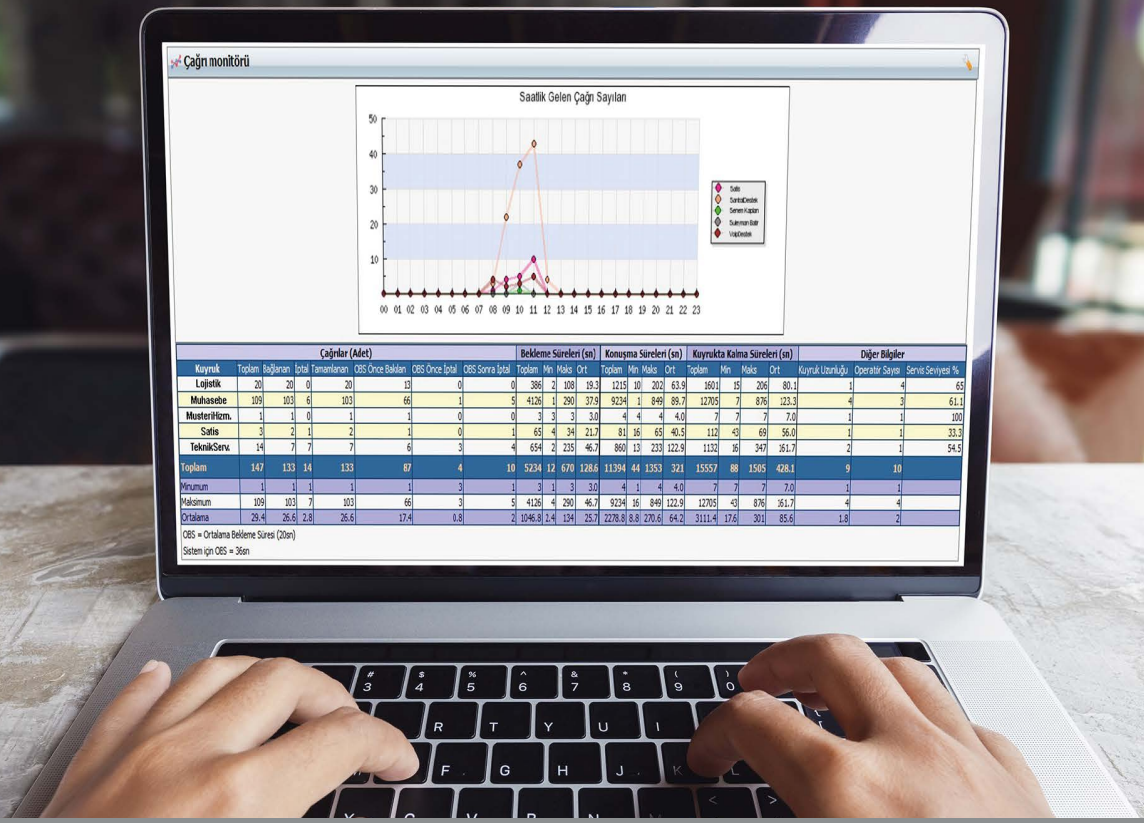 Çağrı monitörü
Saatlik Gelen Çağrı Sayıları
50
40
30
20
10
00 01 02 03 04 05 06 07 08 09 10 11 12 13 14 15 16 17 18 19 20 21 22 23
Satis
SantralDestek
Senem Kaplan
Suleyman Batir
VoipDestek
Çağrılar (Adet) Bekleme Süreleri (sn) Konuşma Süreleri (sn) Kuyrukta Kalma Süreleri (sn) Diğer Bilgiler
Kuyruk Toplam Bağlanan İptal Tamamlanan OBS Önce Bakılan OBS Önce İptal OBS Sonra İptal Toplam Min Maks Ort Toplam Min Maks Ort Toplam Min Maks Ort Kuyruk Uzunluğu Operatör Sayısı Servis Seviyesi %
Lojistik 20 20 0 20 13 0 0 386 2 108 19.3 1215 10 202 63.9 1601 15 206 80.1 1 4 65
Muhasebe 109 103 6 103 66 1 5 4126 1 290 37.9 9234 1 849 89.7 12705 7 876 123.3 4 3 61.1
MusteriHizm. 1 1 0 1 1 0 0 3 3 3 3.0 4 4 4 4.0 7 7 7 7.0 1 1 100
Satis 3 2 1 2 1 0 1 65 4 34 21.7 81 16 65 40.5 112 43 69 56.0 1 1 33.3
TeknikServ. 14 7 7 7 6 3 4 654 2 235 46.7 860 13 233 122.9 1132 16 347 161.7 2 1 54.5
Toplam 147 133 14 133 87 4 10 5234 12 670 128.6 11394 44 1353 321 15557 88 1505 428.1 9 10
Minumum 1 1 1 1 1 3 1 3 1 3 3.0 4 1 4 4.0 7 7 7 7.0 1 1
Maksimum 109 103 7 103 66 3 5 4126 4 290 46.7 9234 16 849 122.9 12705 43 876 161.7 4 4
Ortalama 29.4 26.6 2.8 26.6 17.4 0.8 2 1046.8 2.4 134 25.7 2278.8 8.8 270.6 64.2 3111.4 17.6 301 85.6 1.8 2
OBS = Ortalama Bekleme Süresi (20sn)
Sistem için OBS = 36sn
# $ % ^ & * ( )
3 4 5 6 7 8 9 0
R T Y U I
F G H J K L
X C V B N < >